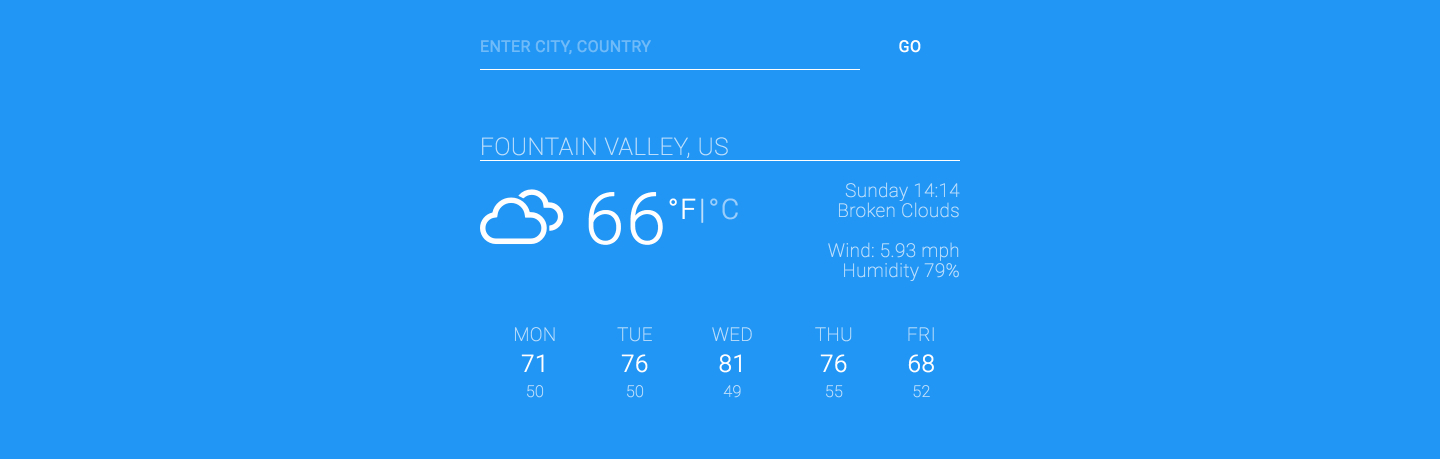 ENTER CITY, COUNTRY GO
FOUNTAIN VALLEY, US
66 °F|°C
Sunday 14:14
Broken Clouds
Wind: 5.93 mph
Humidity 79%
MON TUE WED THU FRI
71 76 81 76 68
50 50 49 55 52